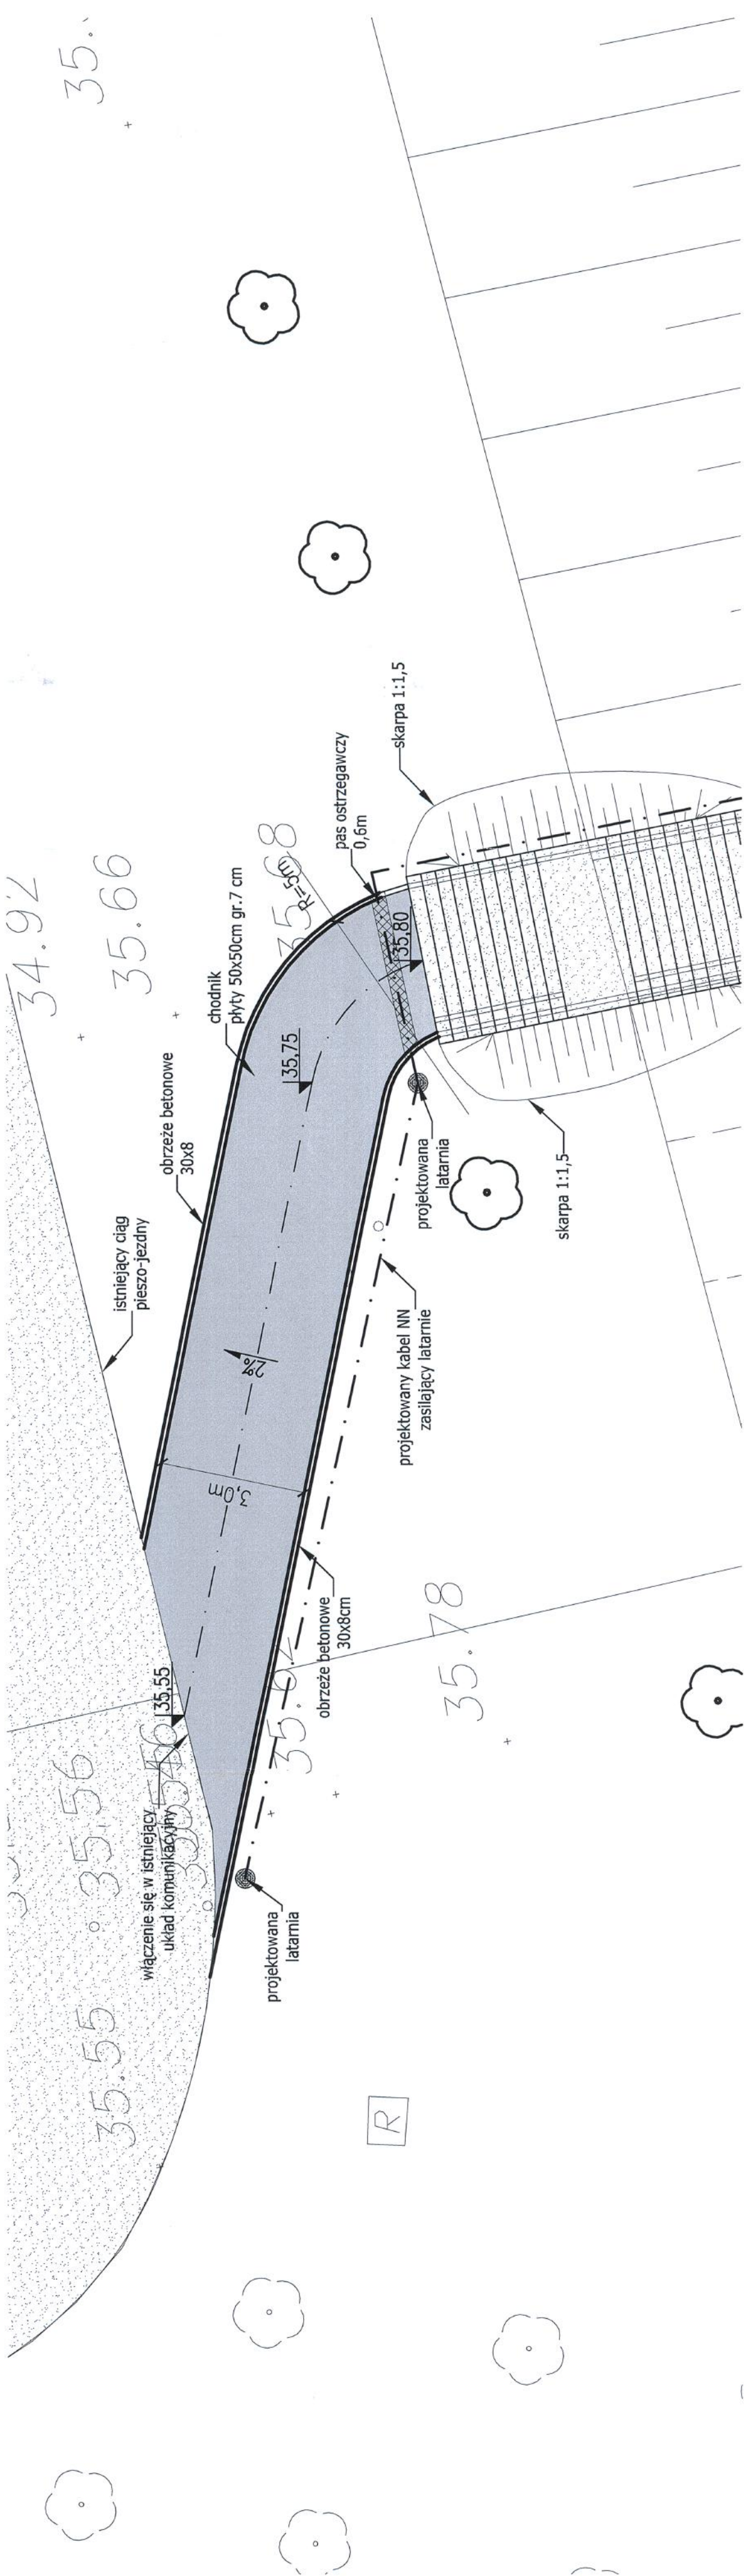 35.
34.92
35.66
35.68
R=5m
skarpa 1:1,5
pas ostrzegawczy
0,6m
chodnik
płyty 50x50cm gr.7 cm
35,80
35,75
obrzeże betonowe
30x8
istniejący ciąg
pieszo-jezdny
projektowana
latarnia
skarpa 1:1,5
2%
projektowany kabel NN
zasilający latarnie
3,0m
obrzeże betonowe
30x8cm
35.78
35,55
włączenie się w istniejący
układ komunikacyjny
35.56
projektowana
latarnia
35.55
R